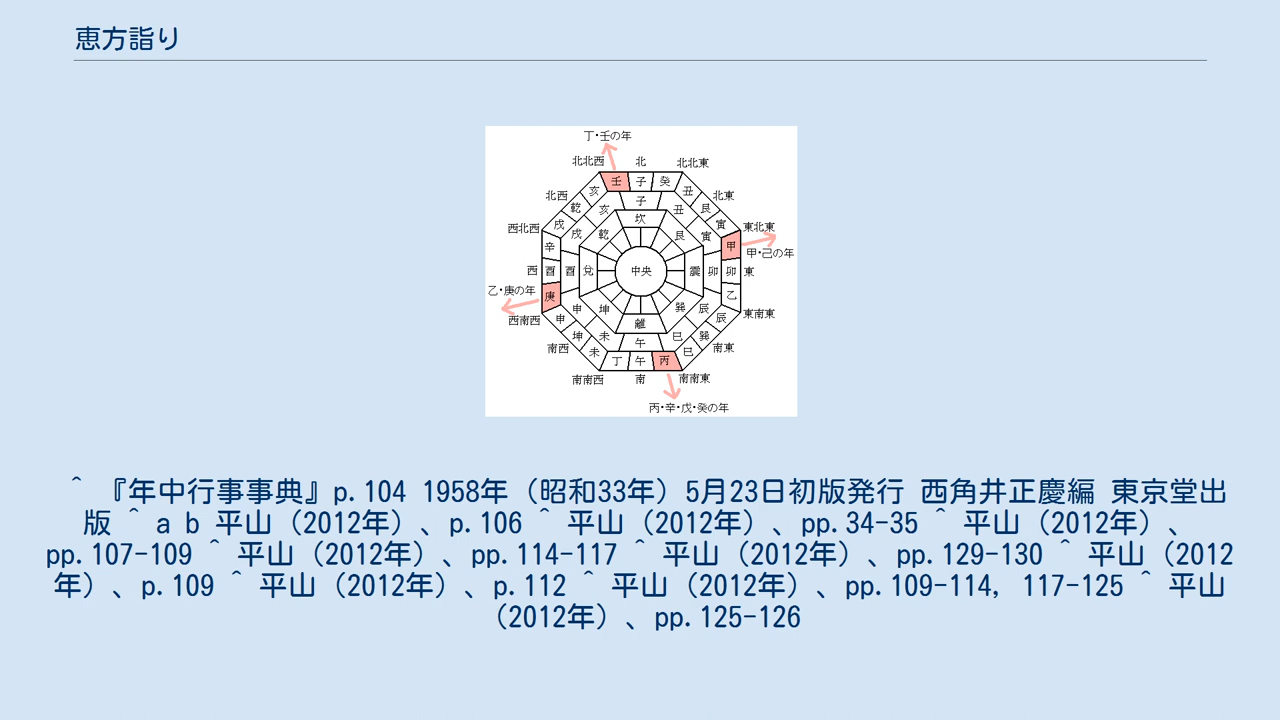 恵方詣り
丁・壬の年
北北西 北 北北東
壬 子 癸
亥 丑
北西 子 北東
乾 亥 丑 艮
坎
戌 寅
西北西 戌 乾 艮 寅 東北東
辛 甲
甲・己の年
西 酉 酉 兌 中央 震 卯 卯 東
乙・庚の年
庚 乙
申 坤 巽 辰
西南西 申 辰 東南東
離
坤 未 巳 巽
南西 午 南東
未 巳
丁 午 丙
南南西 南 南南東
丙・辛・戊・癸の年
^ 『年中行事事典』p.104 1958年（昭和33年）5月23日初版発行 西角井正慶編 東京堂出
版 ^ a b 平山（2012年）、p.106 ^ 平山（2012年）、pp.34-35 ^ 平山（2012年）、
pp.107-109 ^ 平山（2012年）、pp.114-117 ^ 平山（2012年）、pp.129-130 ^ 平山（2012
年）、p.109 ^ 平山（2012年）、p.112 ^ 平山（2012年）、pp.109-114, 117-125 ^ 平山
（2012年）、pp.125-126